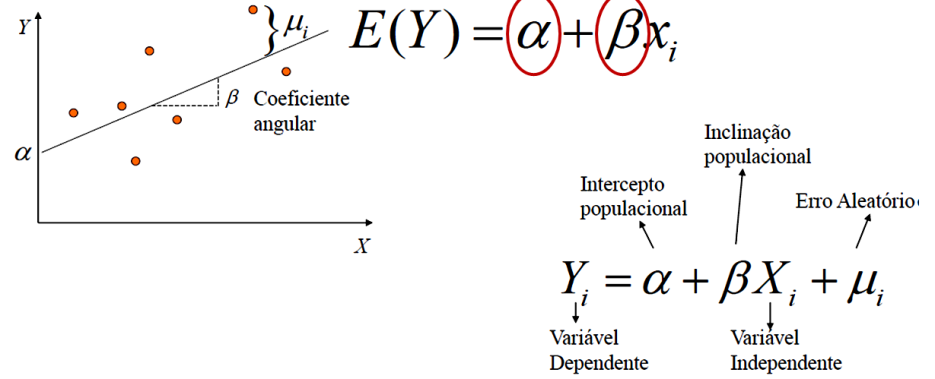 Y
μi
E(Y) = α + βxi
β Coeficiente
angular
α
X
Inclinação
populacional
Intercepto
populacional
Erro Aleatório
Yi = α + βXi + μi
Variável
Dependente
Variável
Independente